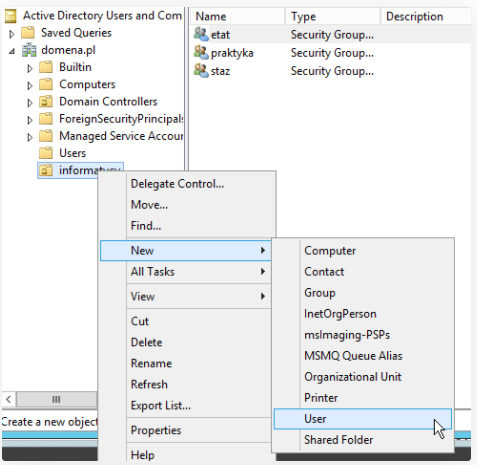 Active Directory Users and Com
Name Type Description
Saved Queries
domena.pl
Builtin
Computers
Domain Controllers
ForeignSecurityPrincipals
Managed Service Accour
Users
informatycy
etat Security Group...
praktyka Security Group...
staz Security Group...
Delegate Control...
Move...
Find...
New
All Tasks
View
Cut
Delete
Rename
Refresh
Export List...
Properties
Help
Computer
Contact
Group
InetOrgPerson
msImaging-PSPs
MSMQ Queue Alias
Organizational Unit
Printer
User
Shared Folder
Create a new object